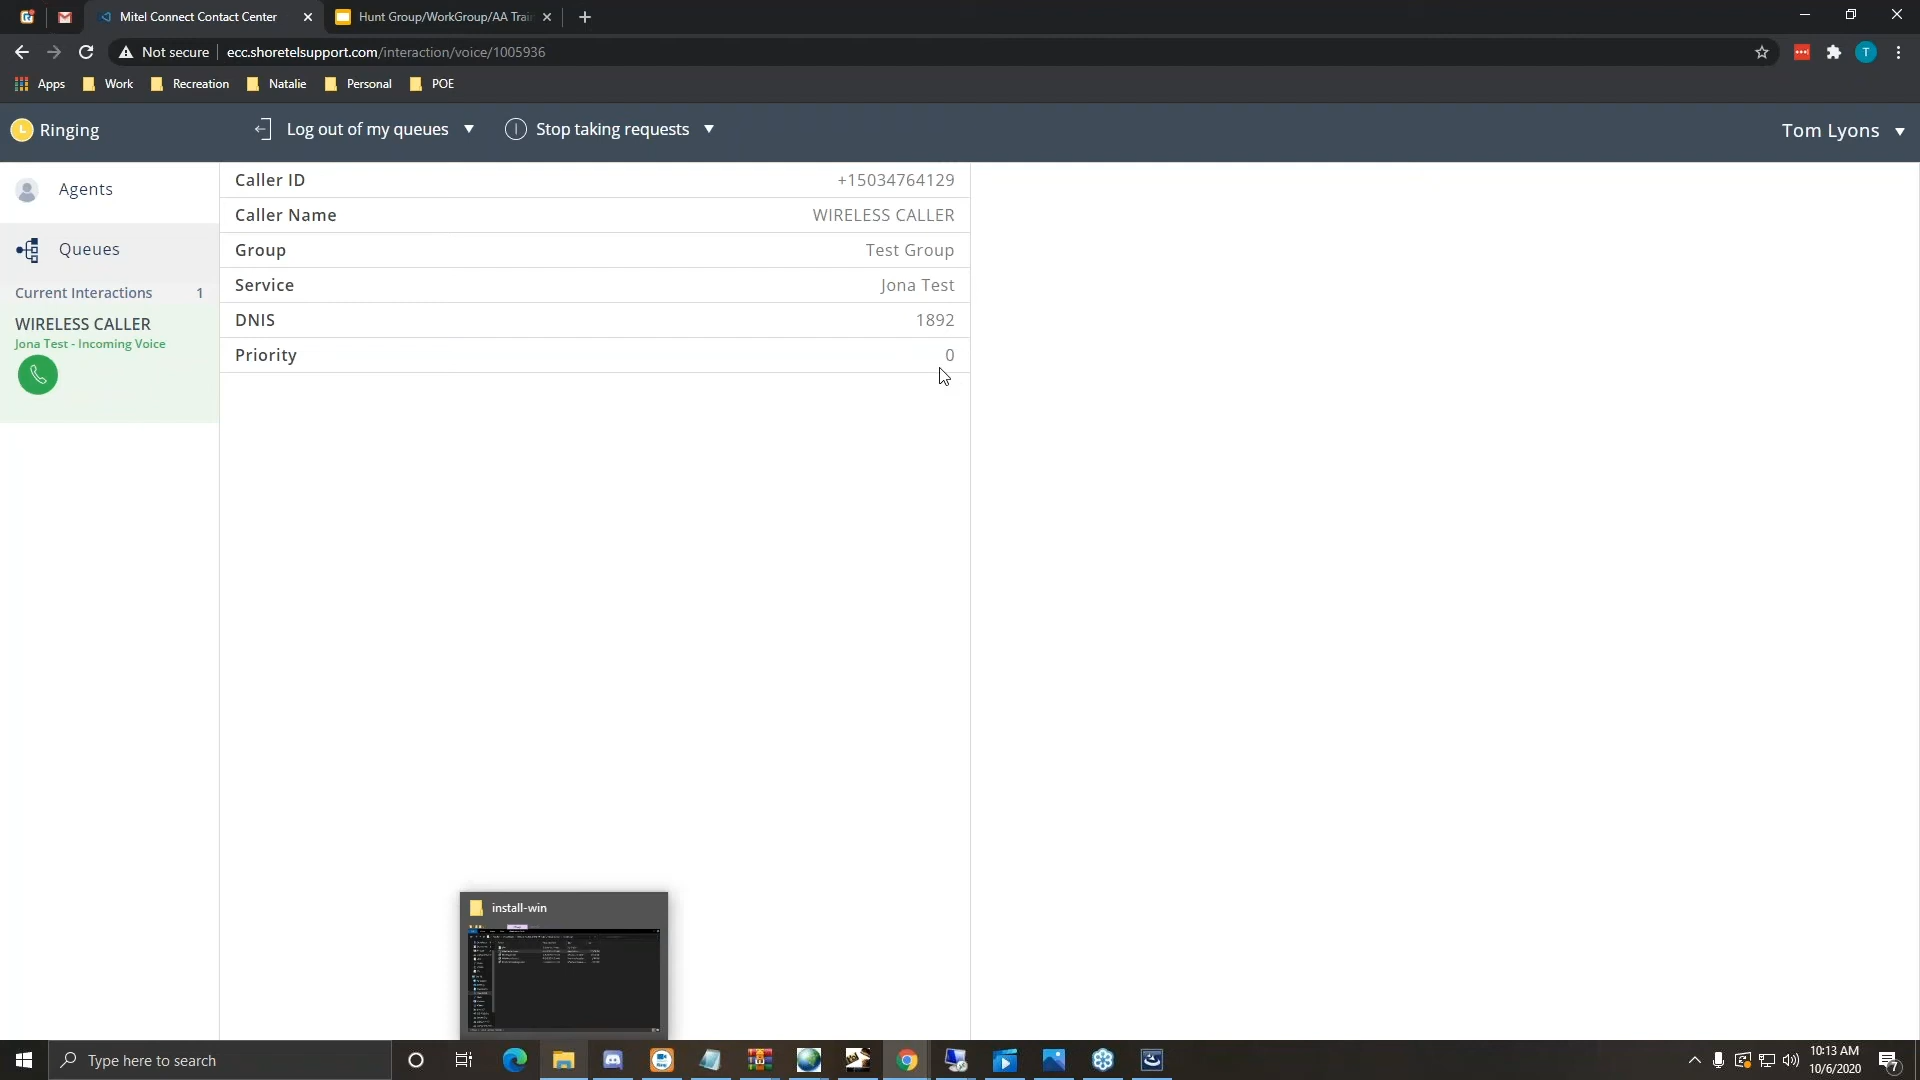 Mitel Connect Contact Center
Hunt Group/WorkGroup/AA Trai
Not secure
ecc.shoretelsupport.com/interaction/voice/1005936
T
Apps
Work
Recreation
Natalie
Personal
POE
Ringing
Log out of my queues
Stop taking requests
Tom Lyons
Agents
Queues
Current Interactions 1
WIRELESS CALLER
Jona Test - Incoming Voice
Caller ID +15034764129
Caller Name WIRELESS CALLER
Group Test Group
Service Jona Test
DNIS 1892
Priority 0
install-win
Type here to search
10:13 AM
10/6/2020
7